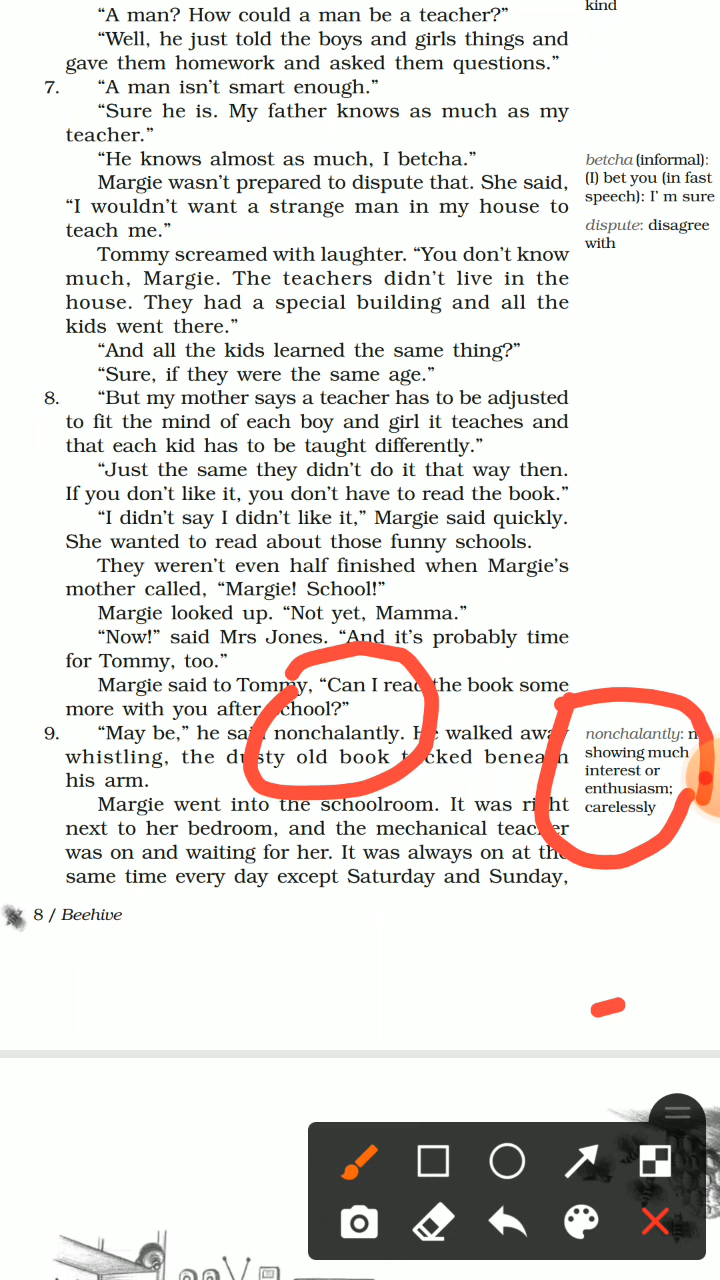 “A man? How could a man be a teacher?”
kind
“Well, he just told the boys and girls things and
gave them homework and asked them questions.”
7. “A man isn’t smart enough.”
“Sure he is. My father knows as much as my
teacher.”
“He knows almost as much, I betcha.”
betcha (informal):
(I) bet you (in fast
speech): I’ m sure
Margie wasn’t prepared to dispute that. She said,
“I wouldn’t want a strange man in my house to
teach me.”
dispute: disagree
with
Tommy screamed with laughter. “You don’t know
much, Margie. The teachers didn’t live in the
house. They had a special building and all the
kids went there.”
“And all the kids learned the same thing?”
“Sure, if they were the same age.”
8. “But my mother says a teacher has to be adjusted
to fit the mind of each boy and girl it teaches and
that each kid has to be taught differently.”
“Just the same they didn’t do it that way then.
If you don’t like it, you don’t have to read the book.”
“I didn’t say I didn’t like it,” Margie said quickly.
She wanted to read about those funny schools.
They weren’t even half finished when Margie’s
mother called, “Margie! School!”
Margie looked up. “Not yet, Mamma.”
“Now!” said Mrs Jones. “And it’s probably time
for Tommy, too.”
Margie said to Tommy, “Can I read the book some
more with you after school?”
9. “May be,” he said nonchalantly. He walked away
whistling, the dusty old book tucked beneath
his arm.
nonchalantly:
showing much
interest or
enthusiasm;
carelessly
Margie went into the schoolroom. It was right
next to her bedroom, and the mechanical teacher
was on and waiting for her. It was always on at the
same time every day except Saturday and Sunday,
8 / Beehive